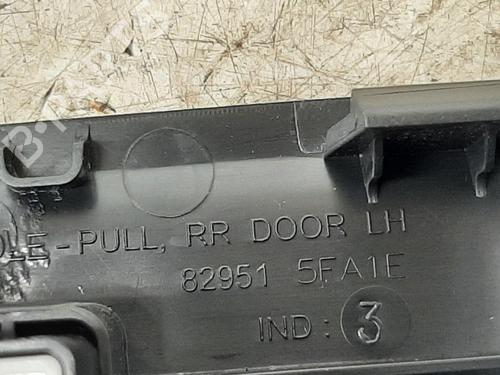 DLE-PULL, RR DOOR LH
82951 5FA1E
IND: 3